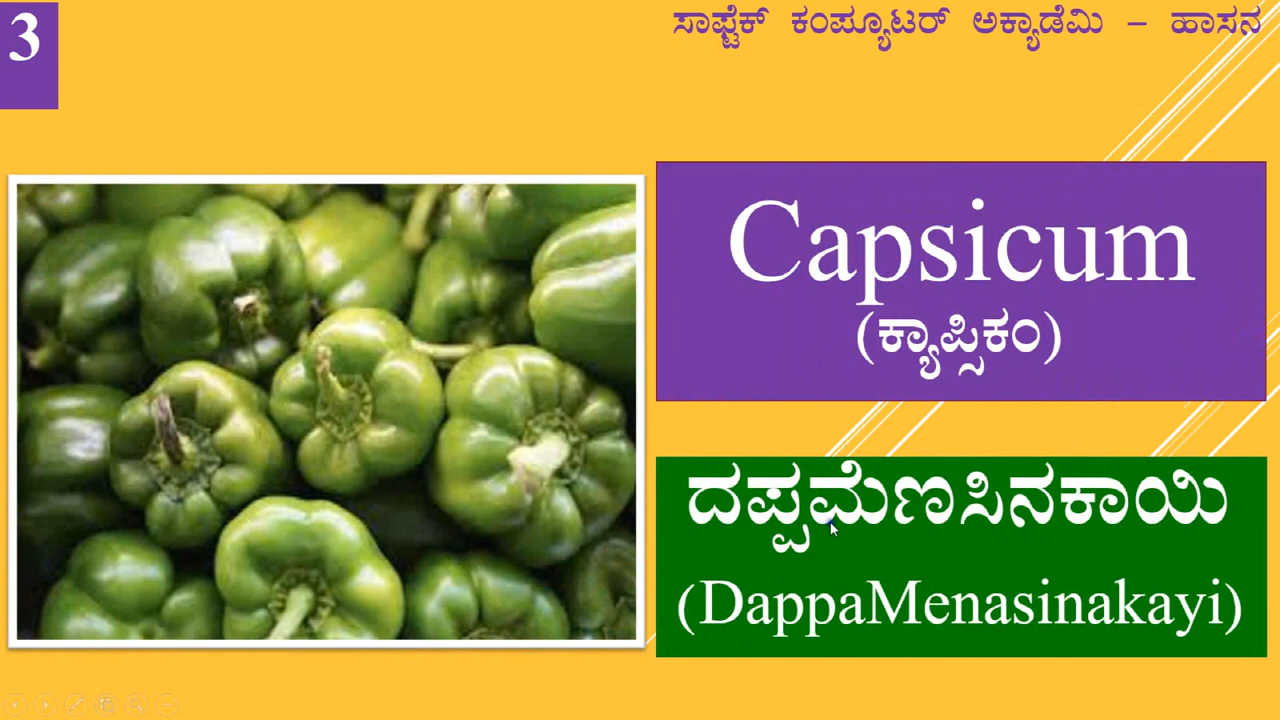 3
ಸಾಫ್ಟೆಕ್ ಕಂಪ್ಯೂಟರ್ ಅಕ್ಯಾಡೆಮಿ – ಹಾಸನ
Capsicum
(ಕ್ಯಾಪ್ಸಿಕಂ)
ದಪ್ಪಮೆಣಸಿನಕಾಯಿ
(DappaMenasinakayi)